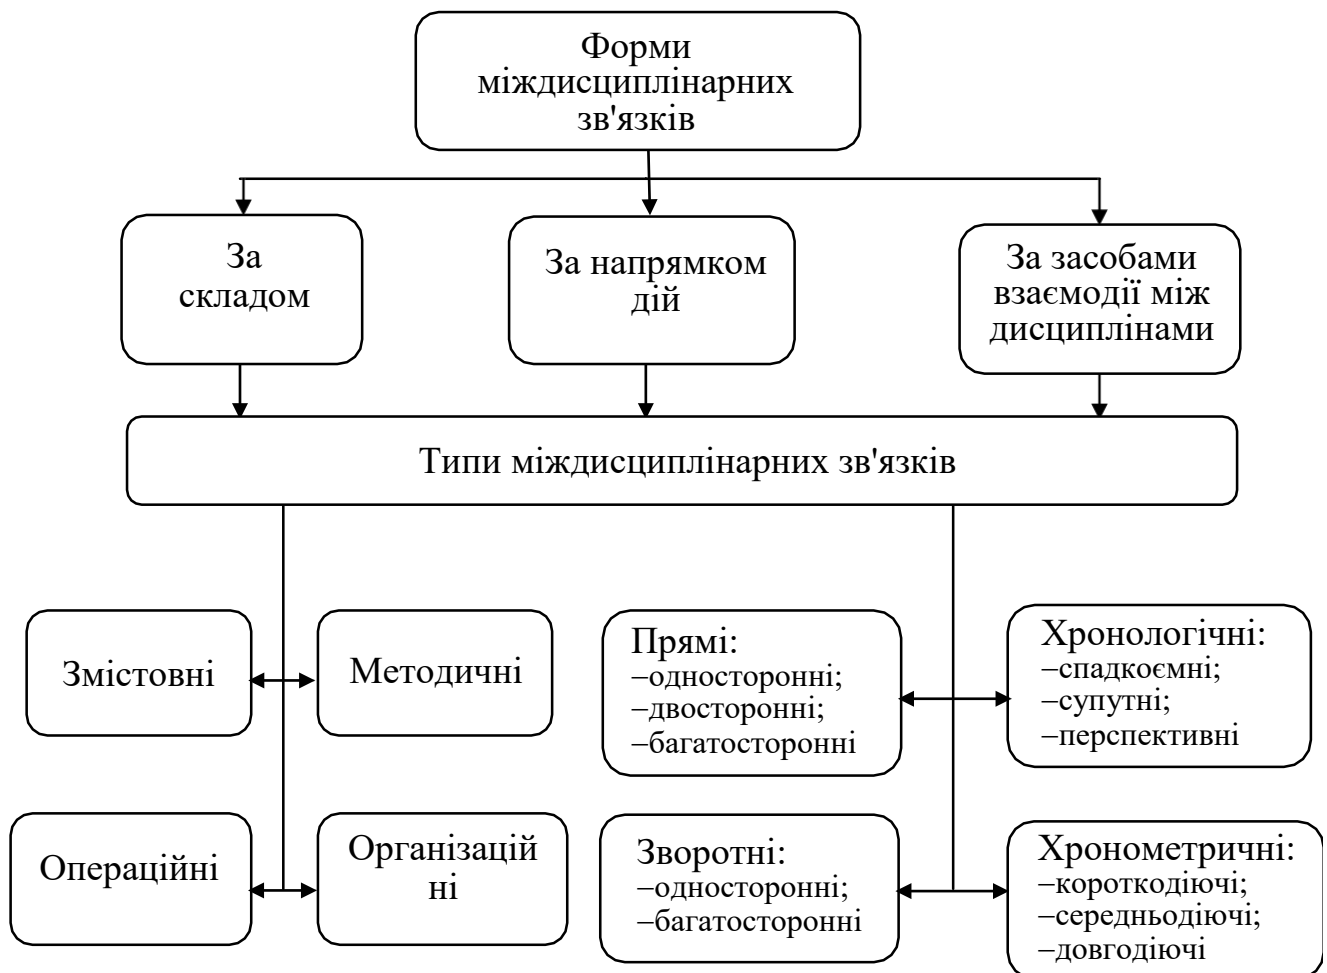 Форми
міждисциплінарних
зв'язків
За
складом
За напрямком
дій
За засобами
взаємодії між
дисциплінами
Типи міждисциплінарних зв'язків
Змістовні
Методичні
Прямі:
–односторонні;
–двосторонні;
–багатосторонні
Хронологічні:
–спадкоємні;
–супутні;
–перспективні
Операційні
Організацій
ні
Зворотні:
–односторонні;
–багатосторонні
Хронометричні:
–короткодіючі;
–середньодіючі;
–довгодіючі